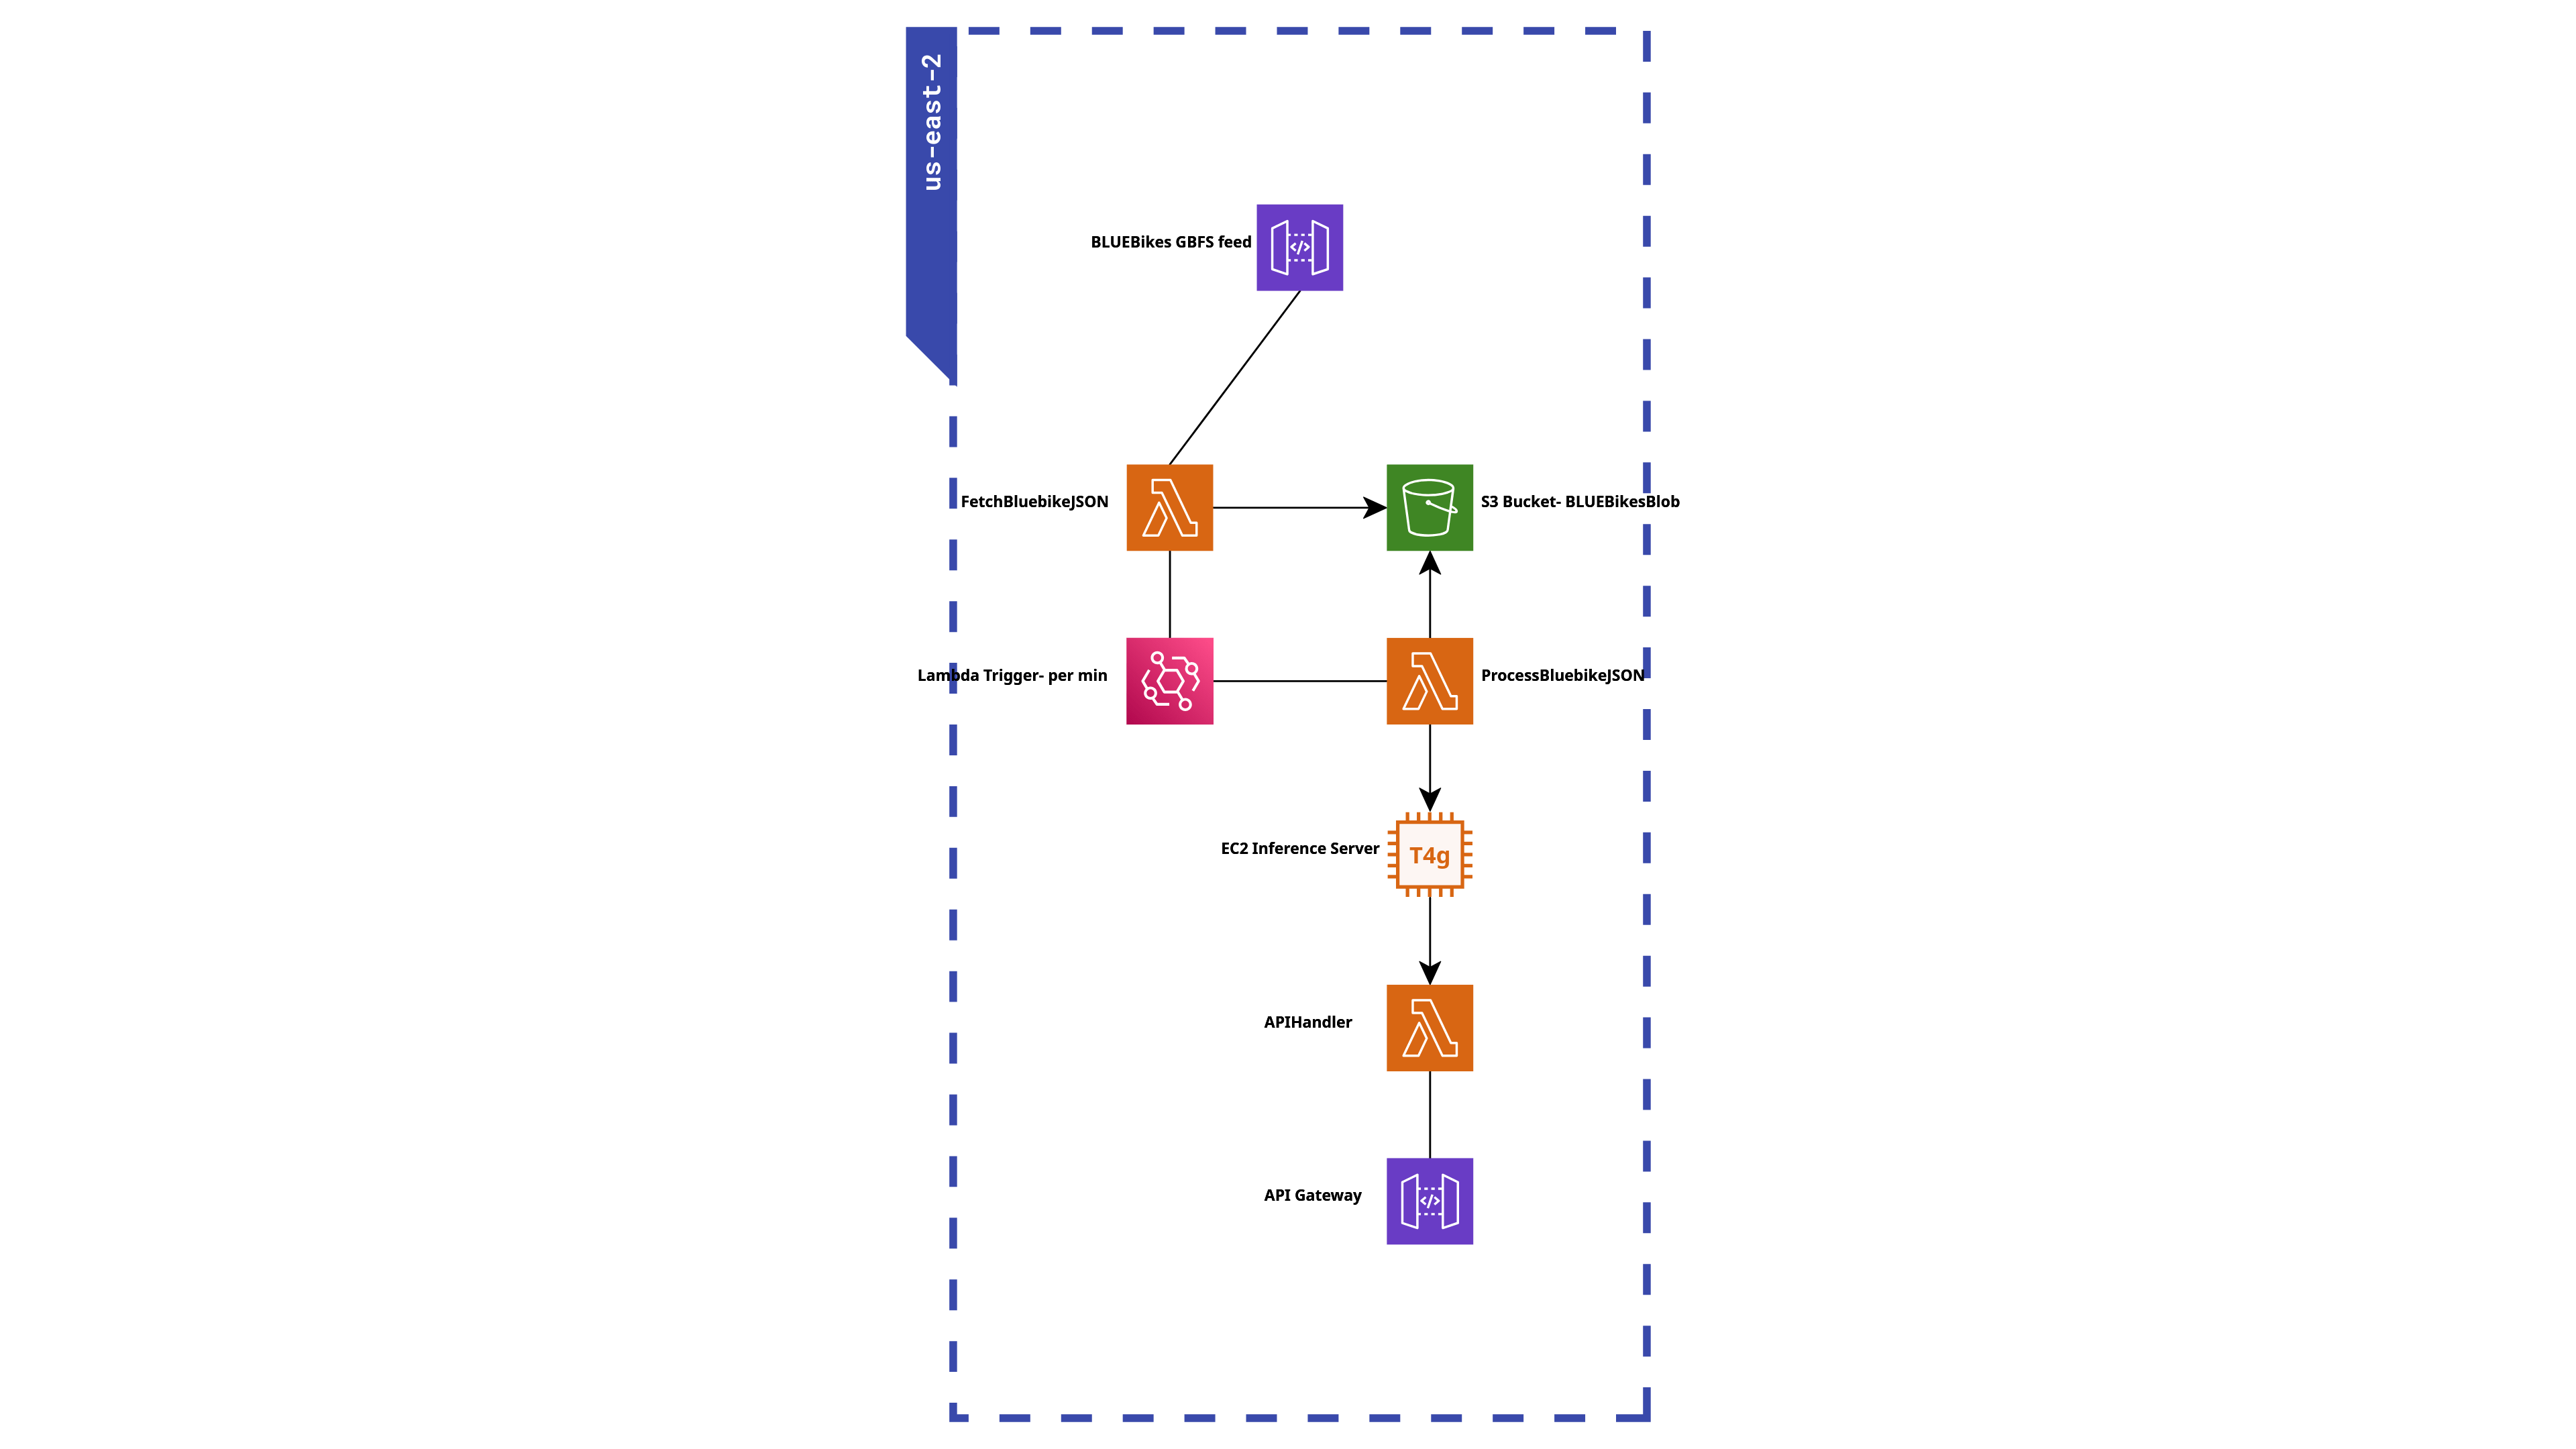 us-east-2
BLUEBikes GBFS feed
FetchBluebikeJSON
S3 Bucket- BLUEBikesBlob
Lambda Trigger- per min
ProcessBluebikeJSON
EC2 Inference Server
T4g
APIHandler
API Gateway